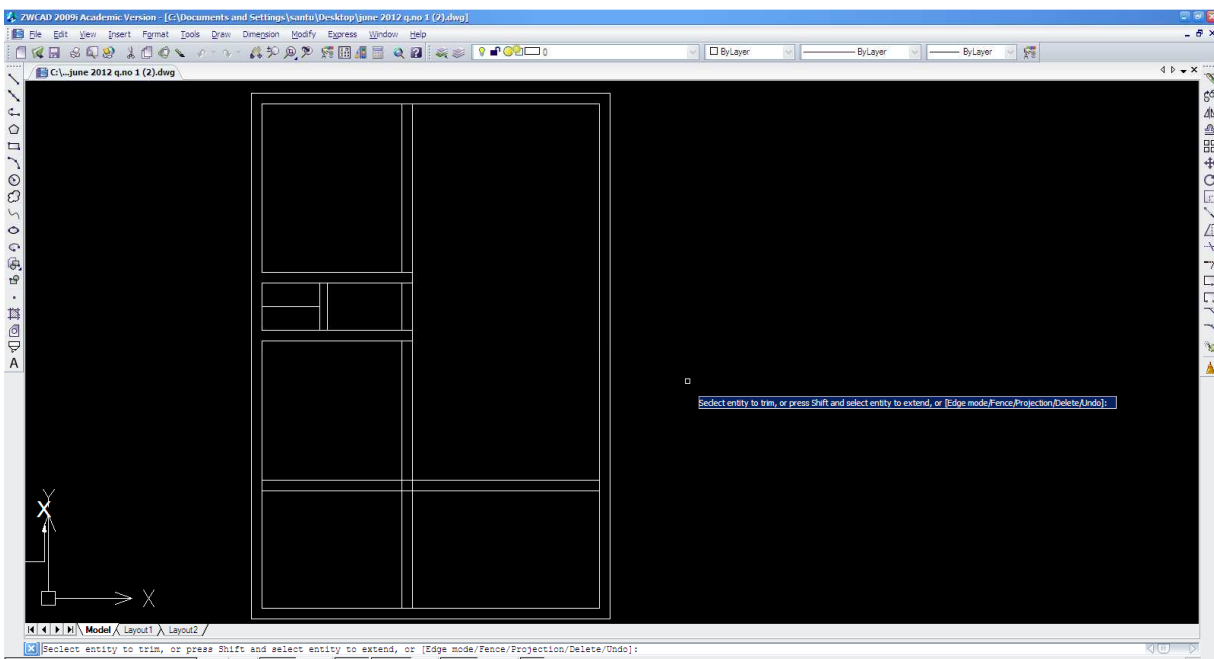 ZWCAD 2009i Academic Version - [C:\Documents and Settings\santu\Desktop\june 2012 q.no 1 (2).dwg]
File Edit View Insert Format Tools Draw Dimension Modify Express Window Help
0 ByLayer ByLayer ByLayer
C:\...june 2012 q.no 1 (2).dwg
A
Sedect entity to trim, or press Shift and select entity to extend, or [Edge mode/Fence/Projection/Delete/Undo]:
Y
X
X
Model Layout1 Layout2
Seclect entity to trim, or press Shift and select entity to extend, or [Edge mode/Fence/Projection/Delete/Undo]: